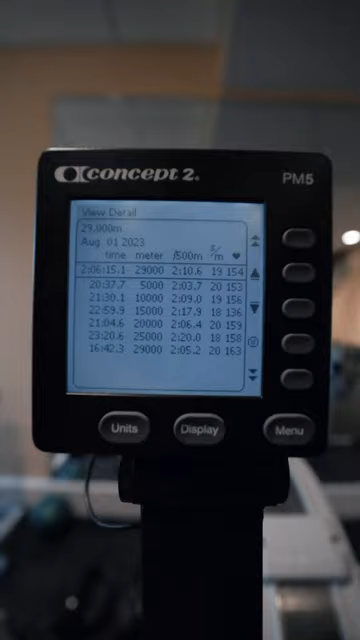 concept 2.
PM5
View Detail
29,000m
Aug 01 2023
time meter /500m s/m ♥
2:06:15.1 29000 2:10.6 19 154
20:37.7 5000 2:03.7 20 153
21:30.1 10000 2:09.0 19 156
22:59.9 15000 2:17.9 18 136
21:04.6 20000 2:06.4 20 159
23:20.6 25000 2:20.0 18 158
16:42.3 29000 2:05.2 20 163
Units Display Menu